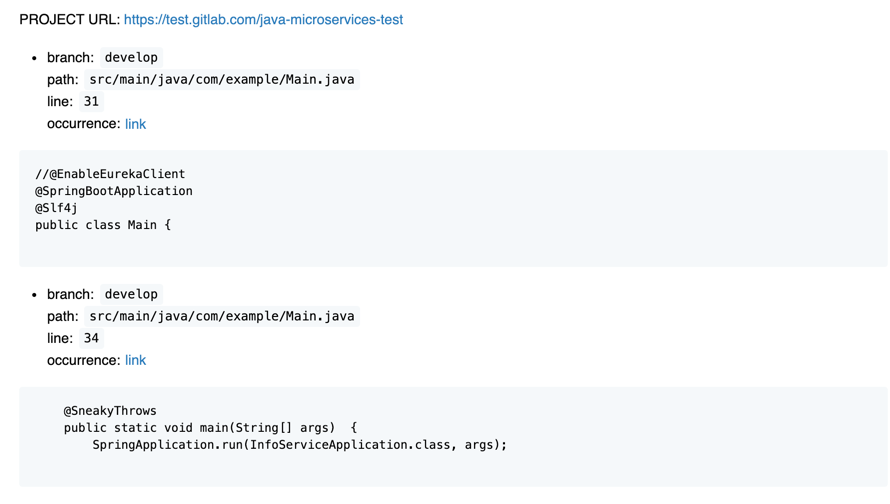 PROJECT URL: https://test.gitlab.com/java-microservices-test
• branch: develop
path: src/main/java/com/example/Main.java
line: 31
occurrence: link
//@EnableEurekaClient
@SpringBootApplication
@Slf4j
public class Main {
• branch: develop
path: src/main/java/com/example/Main.java
line: 34
occurrence: link
@SneakyThrows
public static void main(String[] args)  {
SpringApplication.run(InfoServiceApplication.class, args);